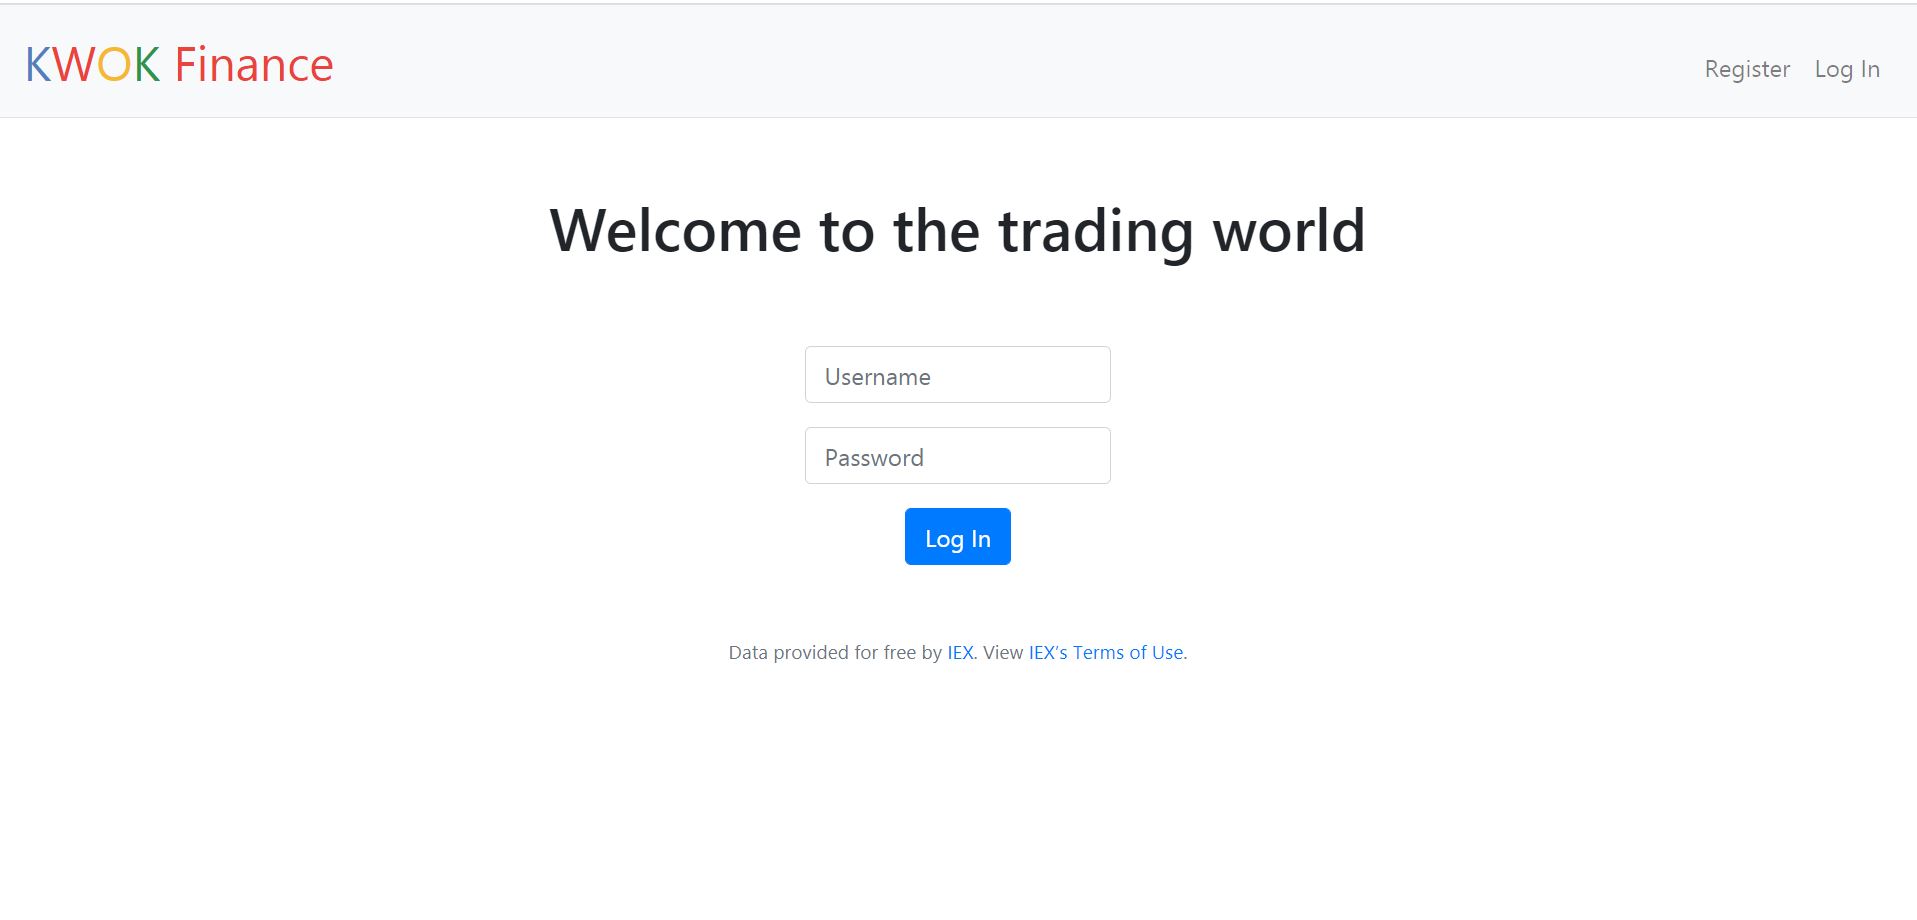 KWOK Finance
Register Log In
Welcome to the trading world
Username
Password
Log In
Data provided for free by IEX. View IEX's Terms of Use.